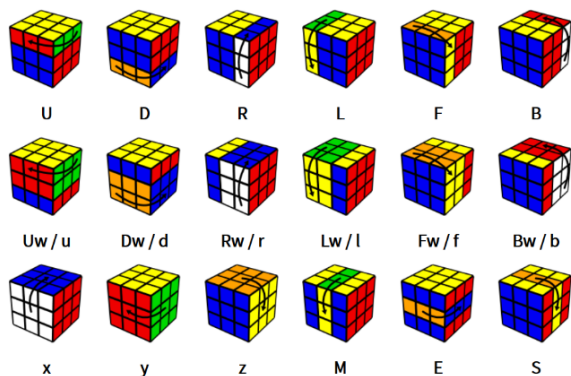 U D R L F B
Uw / u Dw / d Rw / r Lw / l Fw / f Bw / b
x y z M E S